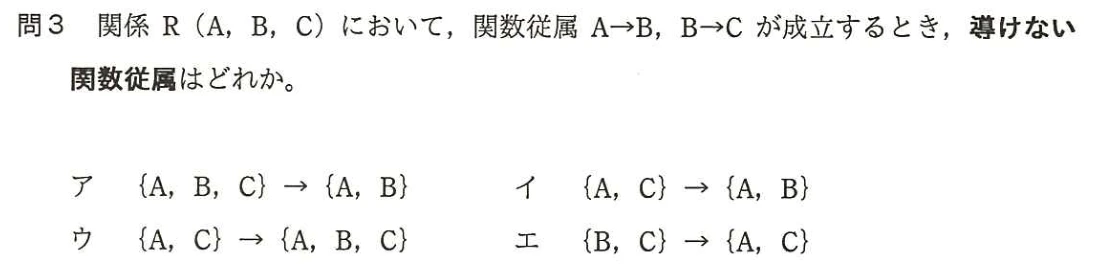 問3 関係 R（A，B，C）において，関数従属 A→B，B→C が成立するとき，導けない
関数従属はどれか。
ア {A，B，C} → {A，B} イ {A，C} → {A，B}
ウ {A，C} → {A，B，C} エ {B，C} → {A，C}